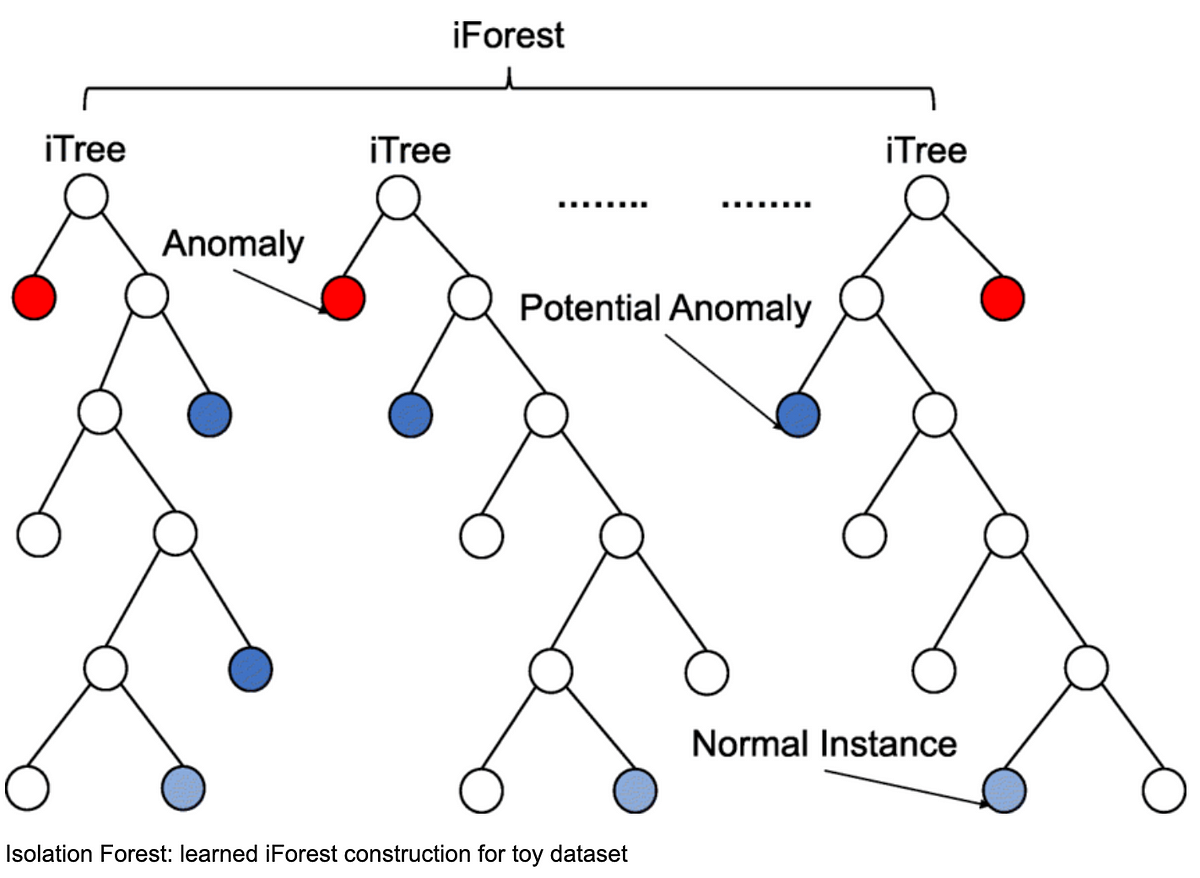 iForest
iTree
iTree
iTree
........ ........
Anomaly
Potential Anomaly
Normal Instance
Isolation Forest: learned iForest construction for toy dataset